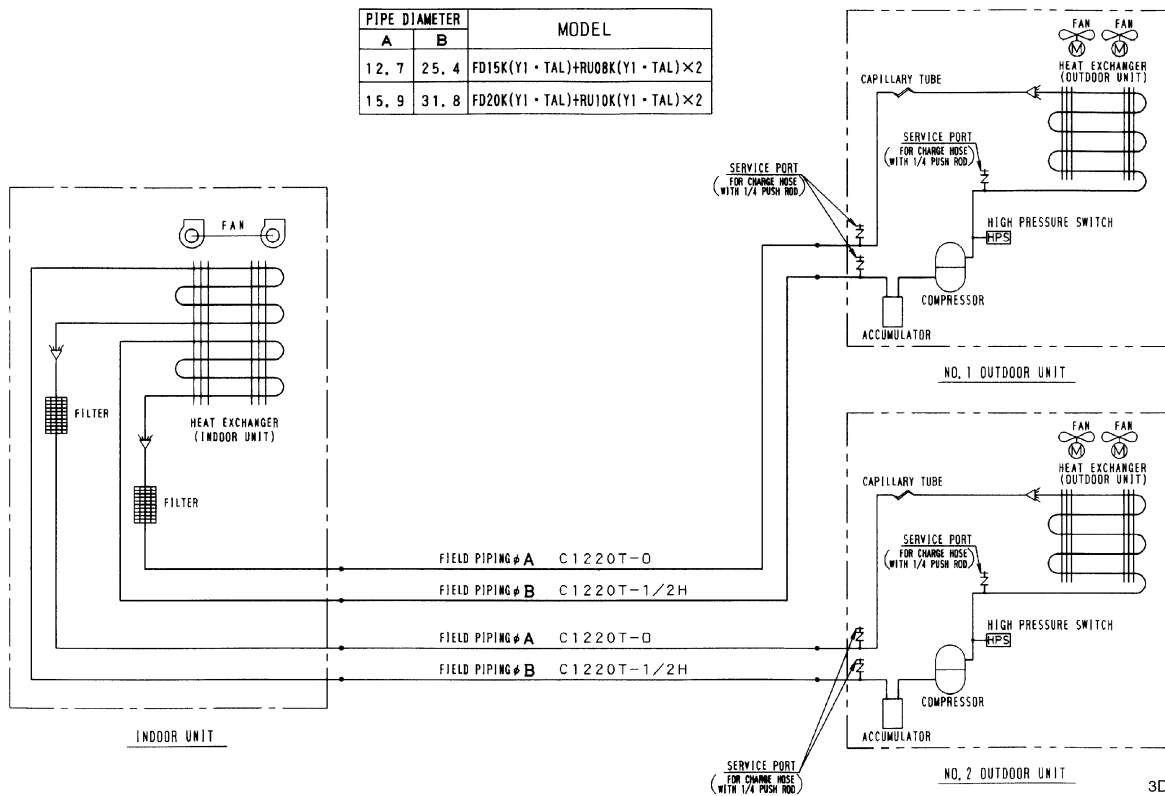 PIPE DIAMETER
MODEL
A
B
12.7
25.4
FD15K(Y1・TAL)+RU08K(Y1・TAL)×2
15.9
31.8
FD20K(Y1・TAL)+RU10K(Y1・TAL)×2
FAN
FILTER
HEAT EXCHANGER
(INDOOR UNIT)
FILTER
INDOOR UNIT
FIELD PIPING φ A C1220T-O
FIELD PIPING φ B C1220T-1/2H
FIELD PIPING φ A C1220T-O
FIELD PIPING φ B C1220T-1/2H
SERVICE PORT
(FOR CHARGE HOSE
WITH 1/4 PUSH ROD)
FAN
FAN
M
M
HEAT EXCHANGER
(OUTDOOR UNIT)
CAPILLARY TUBE
SERVICE PORT
(FOR CHARGE HOSE
WITH 1/4 PUSH ROD)
HIGH PRESSURE SWITCH
HPS
COMPRESSOR
ACCUMULATOR
NO.1 OUTDOOR UNIT
FAN
FAN
M
M
HEAT EXCHANGER
(OUTDOOR UNIT)
CAPILLARY TUBE
SERVICE PORT
(FOR CHARGE HOSE
WITH 1/4 PUSH ROD)
HIGH PRESSURE SWITCH
HPS
COMPRESSOR
ACCUMULATOR
SERVICE PORT
(FOR CHARGE HOSE
WITH 1/4 PUSH ROD)
NO.2 OUTDOOR UNIT
3D